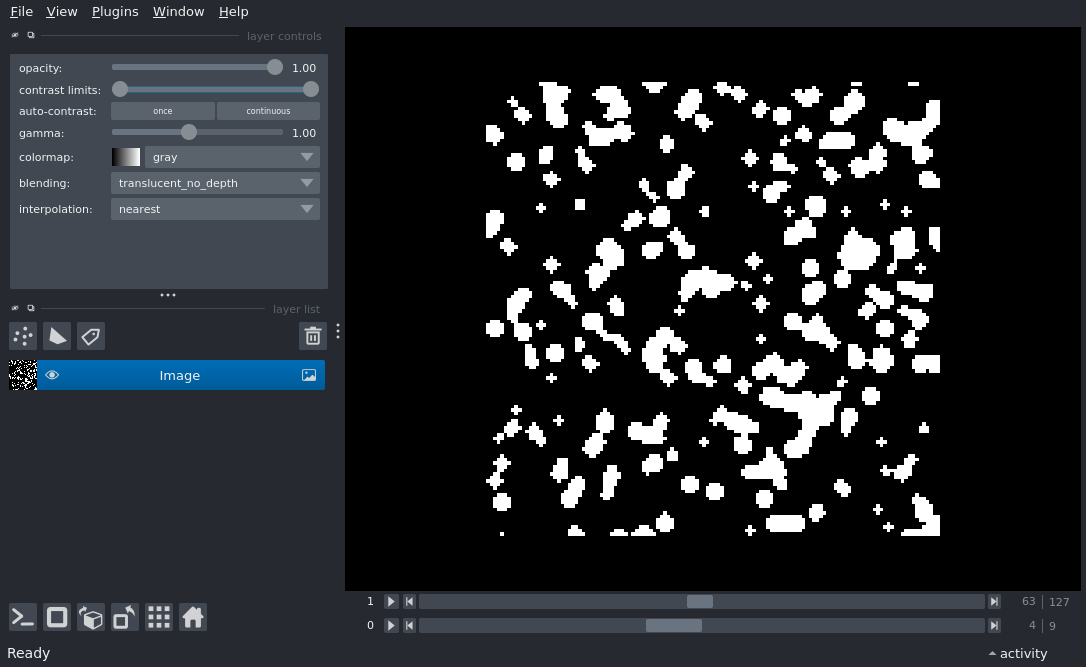 File View Plugins Window Help
layer controls
opacity: 1.00
contrast limits:
auto-contrast: once continuous
gamma: 1.00
colormap: gray
blending: translucent_no_depth
interpolation: nearest
layer list
Image
1 63 127
0 4 9
Ready activity